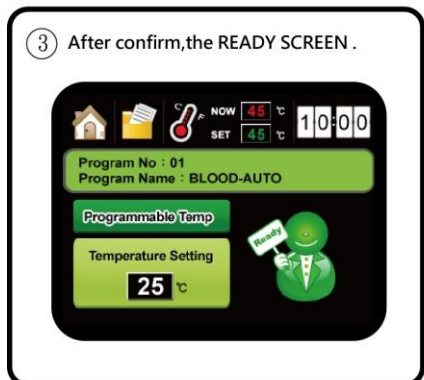 ③ After confirm,the READY SCREEN .
C F NOW 45 ℃ 10:00
SET 45 ℃
Program No : 01
Program Name : BLOOD-AUTO
Programmable Temp
Ready
Temperature Setting
25 ℃